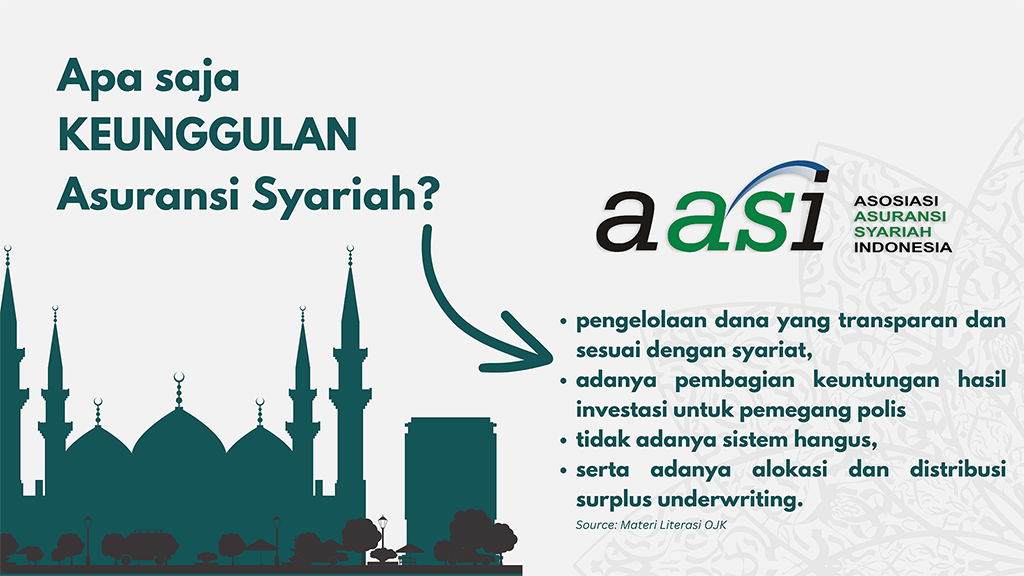 Apa saja
KEUNGGULAN
Asuransi Syariah?
aasi
ASOSIASI
ASURANSI
SYARIAH
INDONESIA
• pengelolaan dana yang transparan dan
sesuai dengan syariat,
• adanya pembagian keuntungan hasil
investasi untuk pemegang polis
• tidak adanya sistem hangus,
• serta adanya alokasi dan distribusi
surplus underwriting.
Source: Materi Literasi OJK